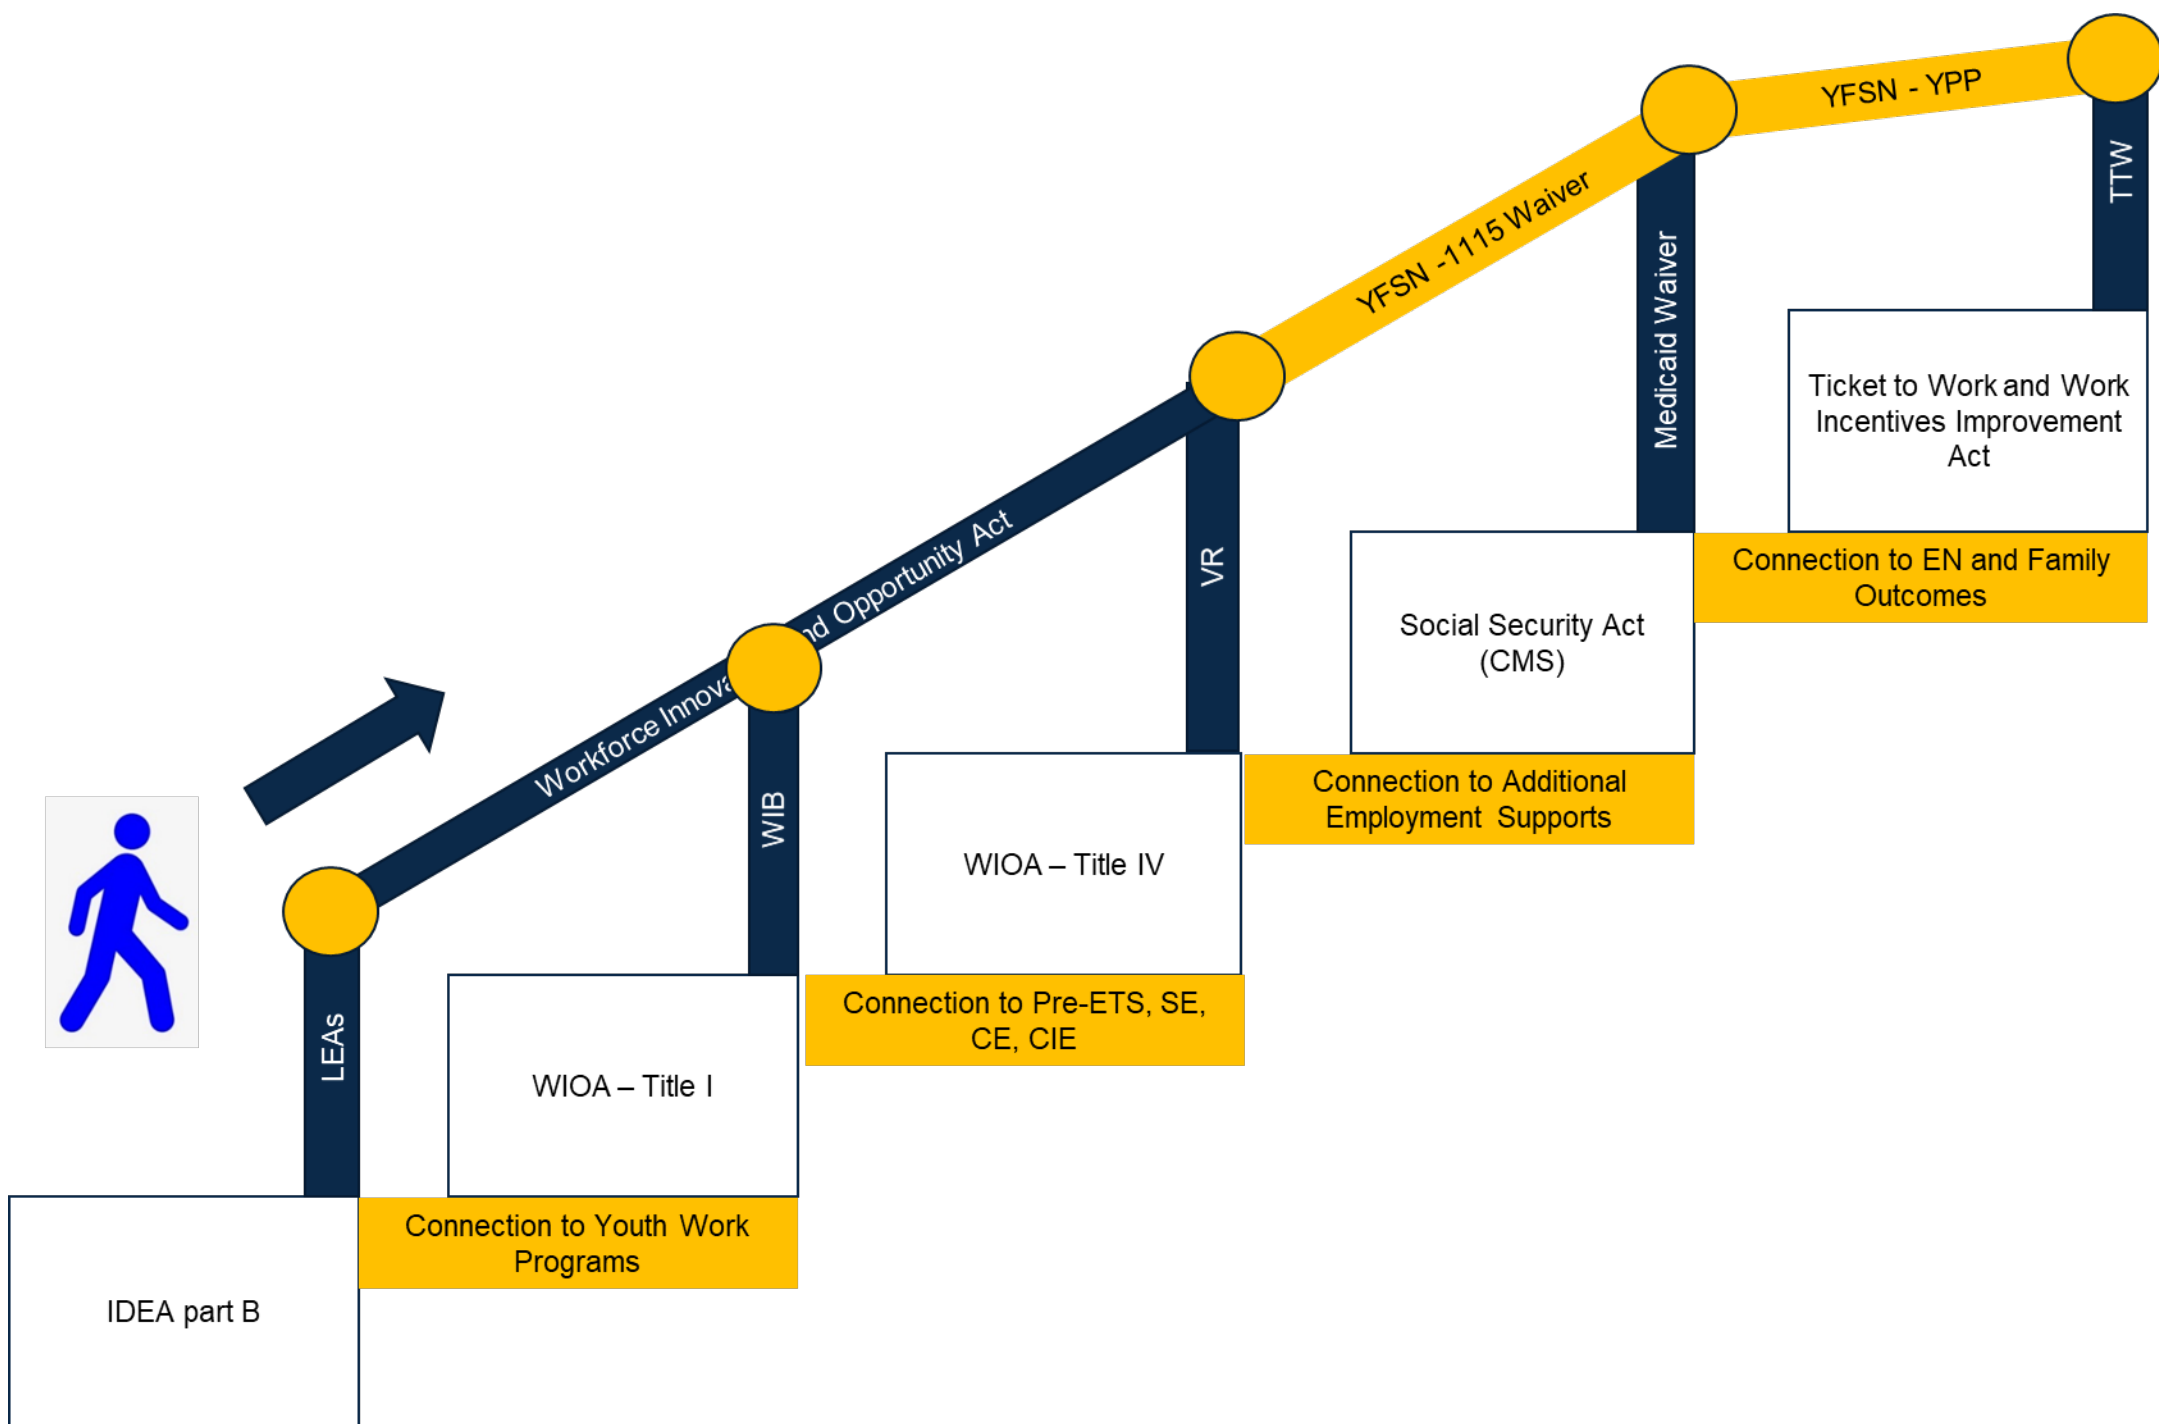 YFSN - YPP
TTW
YFSN -1115 Waiver
Medicaid Waiver
Ticket to Work and Work
Incentives Improvement
Act
Connection to EN and Family
Outcomes
Workforce Innova
nd Opportunity Act
VR
Social Security Act
(CMS)
Connection to Additional
Employment Supports
WIB
WIOA – Title IV
Connection to Pre-ETS, SE,
CE, CIE
LEAs
WIOA – Title I
Connection to Youth Work
Programs
IDEA part B